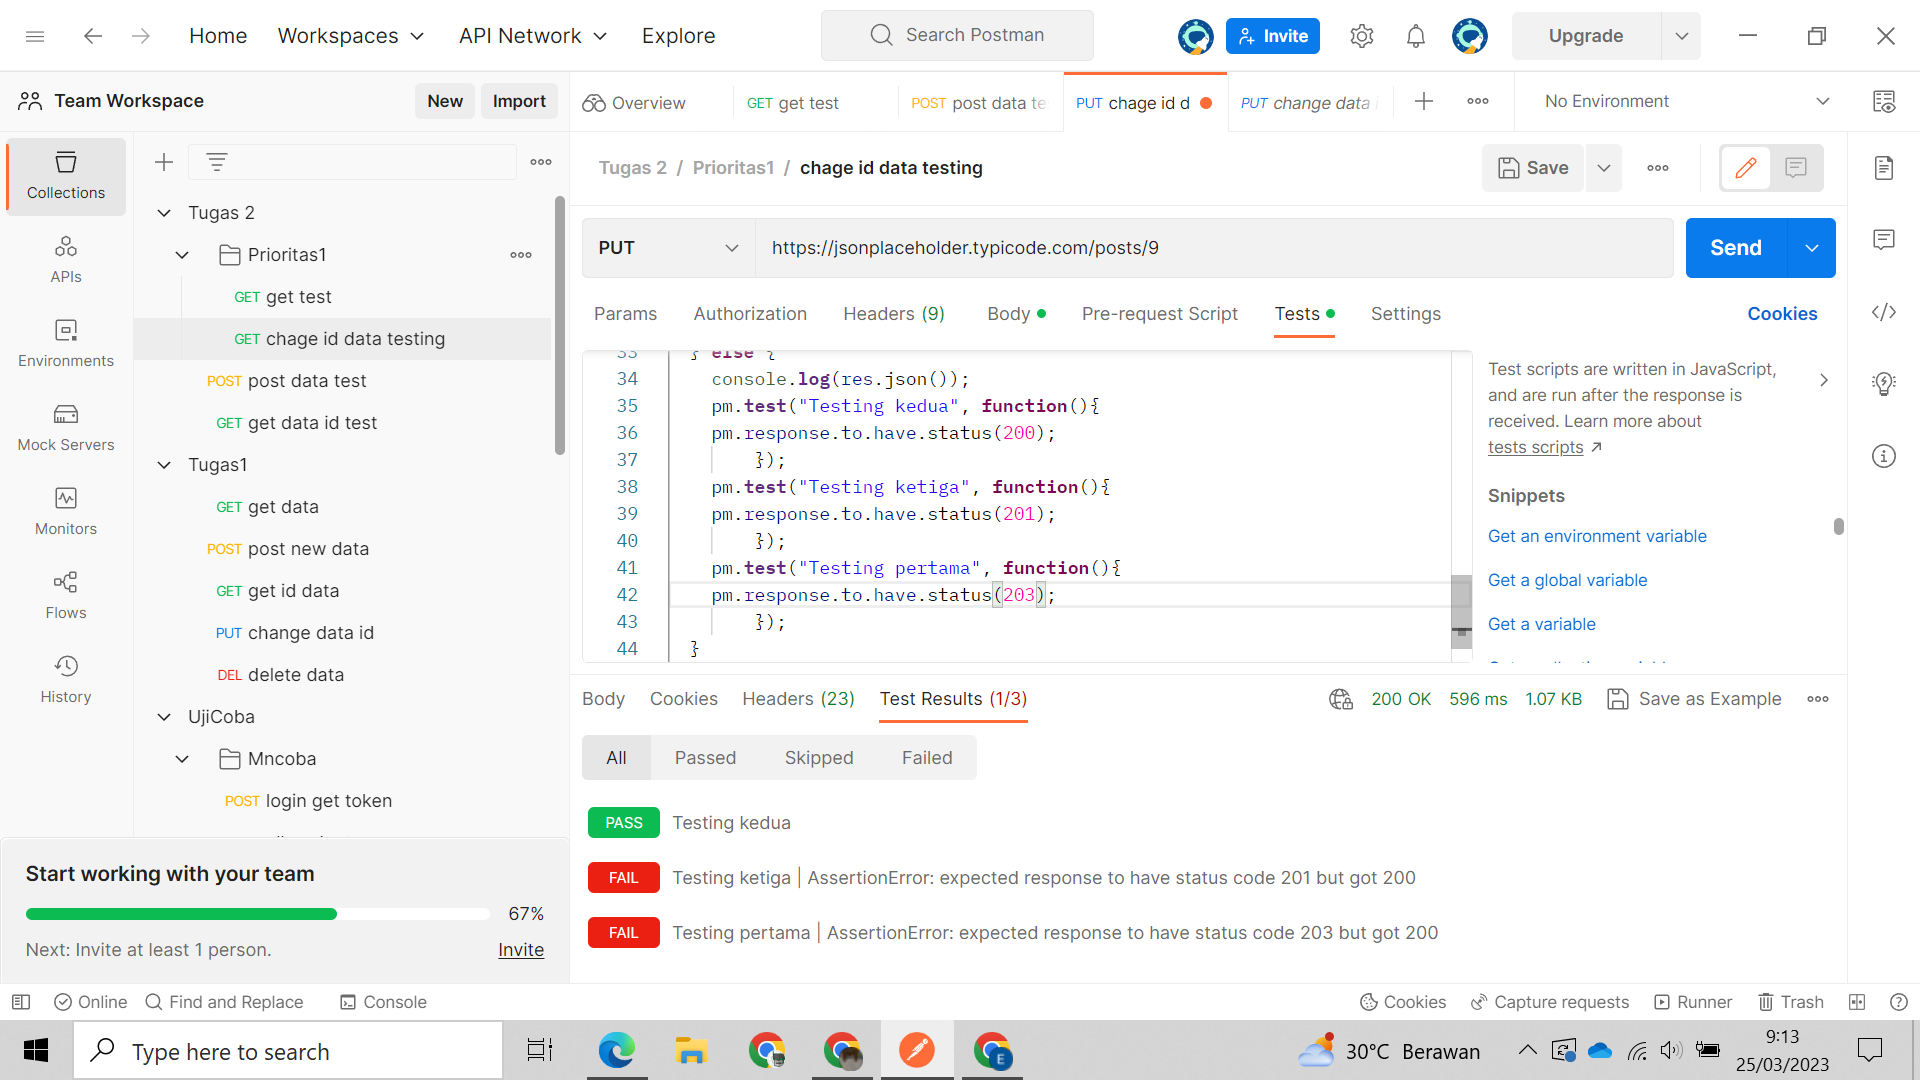 Home
Workspaces
API Network
Explore
Search Postman
Invite
Upgrade
Team Workspace
New
Import
Overview
GET get test
POST post data te
PUT chage id d
PUT change data i
No Environment
Collections
APIs
Environments
Mock Servers
Monitors
Flows
History
Tugas 2
Prioritas1
GET get test
GET chage id data testing
POST post data test
GET get data id test
Tugas1
GET get data
POST post new data
GET get id data
PUT change data id
DEL delete data
UjiCoba
Mncoba
POST login get token
Start working with your team
67%
Next: Invite at least 1 person.
Invite
Tugas 2 / Prioritas1 / chage id data testing
Save
PUT
https://jsonplaceholder.typicode.com/posts/9
Send
Params
Authorization
Headers (9)
Body
Pre-request Script
Tests
Settings
Cookies
33 } else {
34 console.log(res.json());
35 pm.test("Testing kedua", function(){
36 pm.response.to.have.status(200);
37 });
38 pm.test("Testing ketiga", function(){
39 pm.response.to.have.status(201);
40 });
41 pm.test("Testing pertama", function(){
42 pm.response.to.have.status(203);
43 });
44 }
Test scripts are written in JavaScript,
and are run after the response is
received. Learn more about
tests scripts ↗
Snippets
Get an environment variable
Get a global variable
Get a variable
Body
Cookies
Headers (23)
Test Results (1/3)
200 OK
596 ms
1.07 KB
Save as Example
All
Passed
Skipped
Failed
PASS Testing kedua
FAIL Testing ketiga | AssertionError: expected response to have status code 201 but got 200
FAIL Testing pertama | AssertionError: expected response to have status code 203 but got 200
Online
Find and Replace
Console
Cookies
Capture requests
Runner
Trash
Type here to search
E
30°C Berawan
9:13
25/03/2023